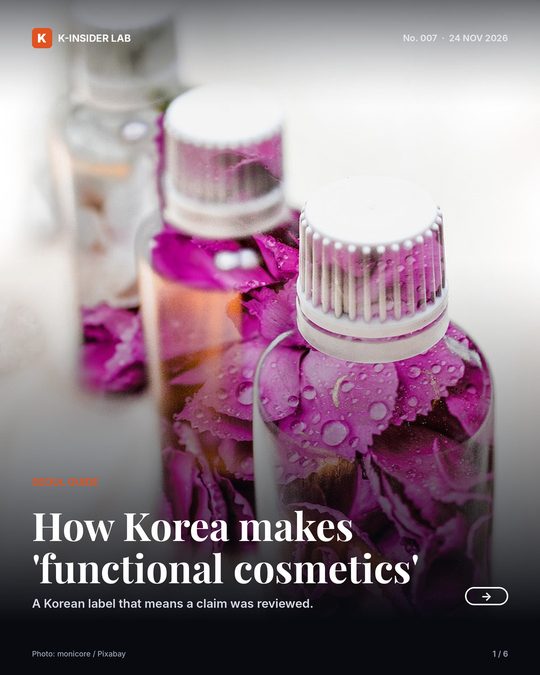 K K-INSIDER LAB
No. 007 · 24 NOV 2026
How Korea makes
'functional cosmetics'
A Korean label that means a claim was reviewed.
→
Photo: monicore / Pixabay
1 / 6